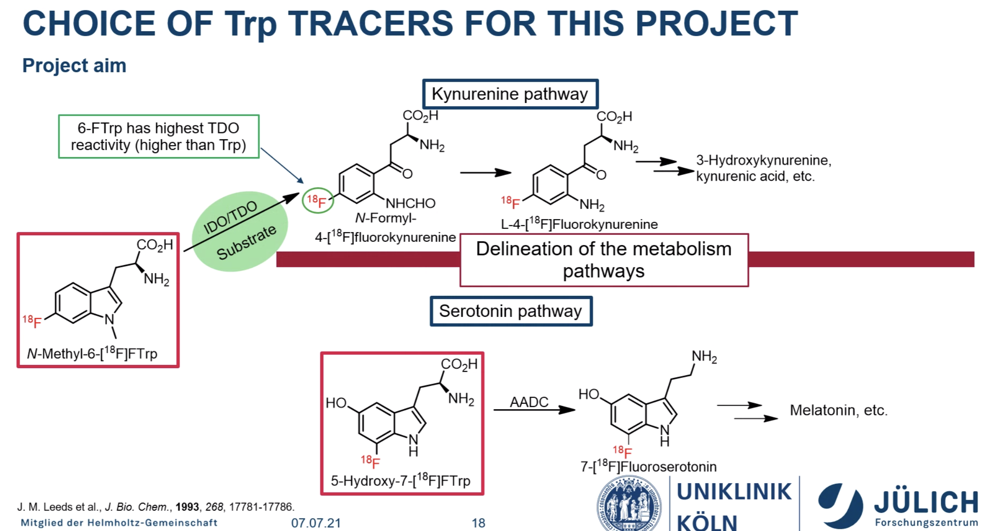 CHOICE OF Trp TRACERS FOR THIS PROJECT
Project aim
Kynurenine pathway
6-FTrp has highest TDO
reactivity (higher than Trp)
CO₂H
NH₂
O
¹⁸F
NHCHO
N-Formyl-
4-[¹⁸F]fluorokynurenine
CO₂H
NH₂
O
¹⁸F
NH₂
L-4-[¹⁸F]Fluorokynurenine
3-Hydroxykynurenine,
kynurenic acid, etc.
IDO/TDO
Substrate
CO₂H
NH₂
¹⁸F
N
N-Methyl-6-[¹⁸F]FTrp
Delineation of the metabolism
pathways
Serotonin pathway
CO₂H
HO
NH₂
N
H
¹⁸F
5-Hydroxy-7-[¹⁸F]FTrp
AADC
NH₂
HO
N
H
¹⁸F
7-[¹⁸F]Fluoroserotonin
Melatonin, etc.
J. M. Leeds et al., J. Bio. Chem., 1993, 268, 17781-17786.
Mitglied der Helmholtz-Gemeinschaft
07.07.21
18
UNIKLINIK
KÖLN
JÜLICH
Forschungszentrum